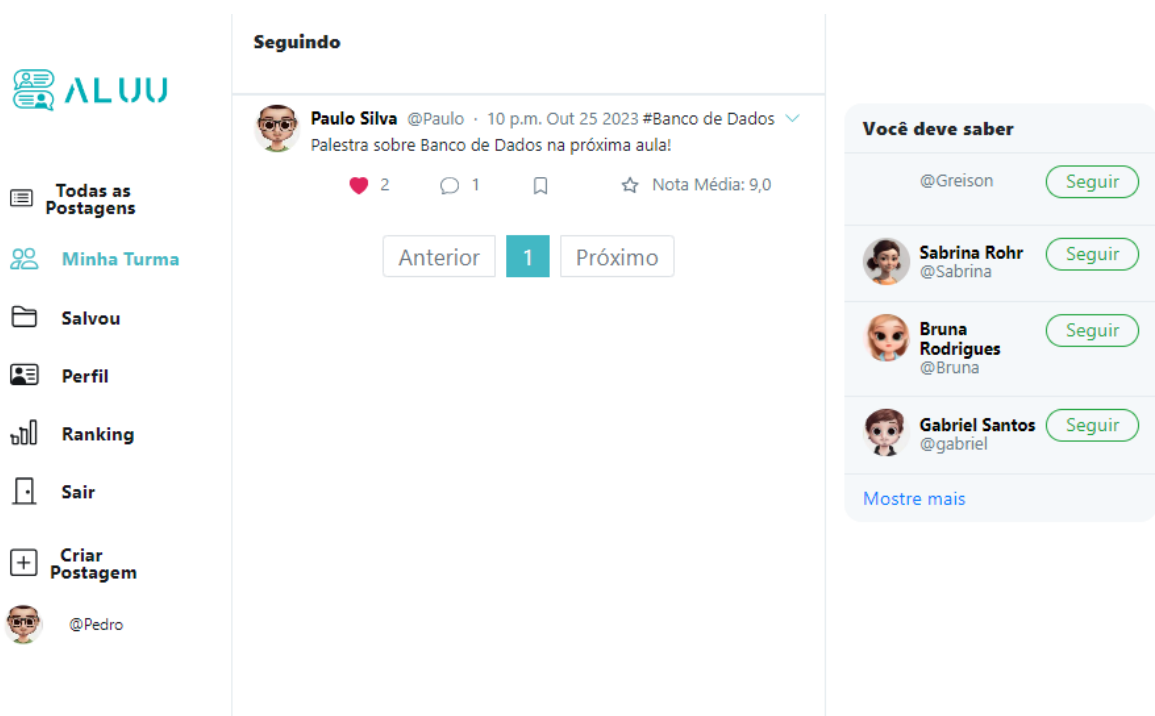 ALUU
Todas as
Postagens
Minha Turma
Salvou
Perfil
Ranking
Sair
Criar
Postagem
@Pedro
Seguindo
Paulo Silva @Paulo · 10 p.m. Out 25 2023 #Banco de Dados
Palestra sobre Banco de Dados na próxima aula!
2 1 Nota Média: 9,0
Anterior 1 Próximo
Você deve saber
@Greison Seguir
Sabrina Rohr Seguir
@Sabrina
Bruna Seguir
Rodrigues
@Bruna
Gabriel Santos Seguir
@gabriel
Mostre mais